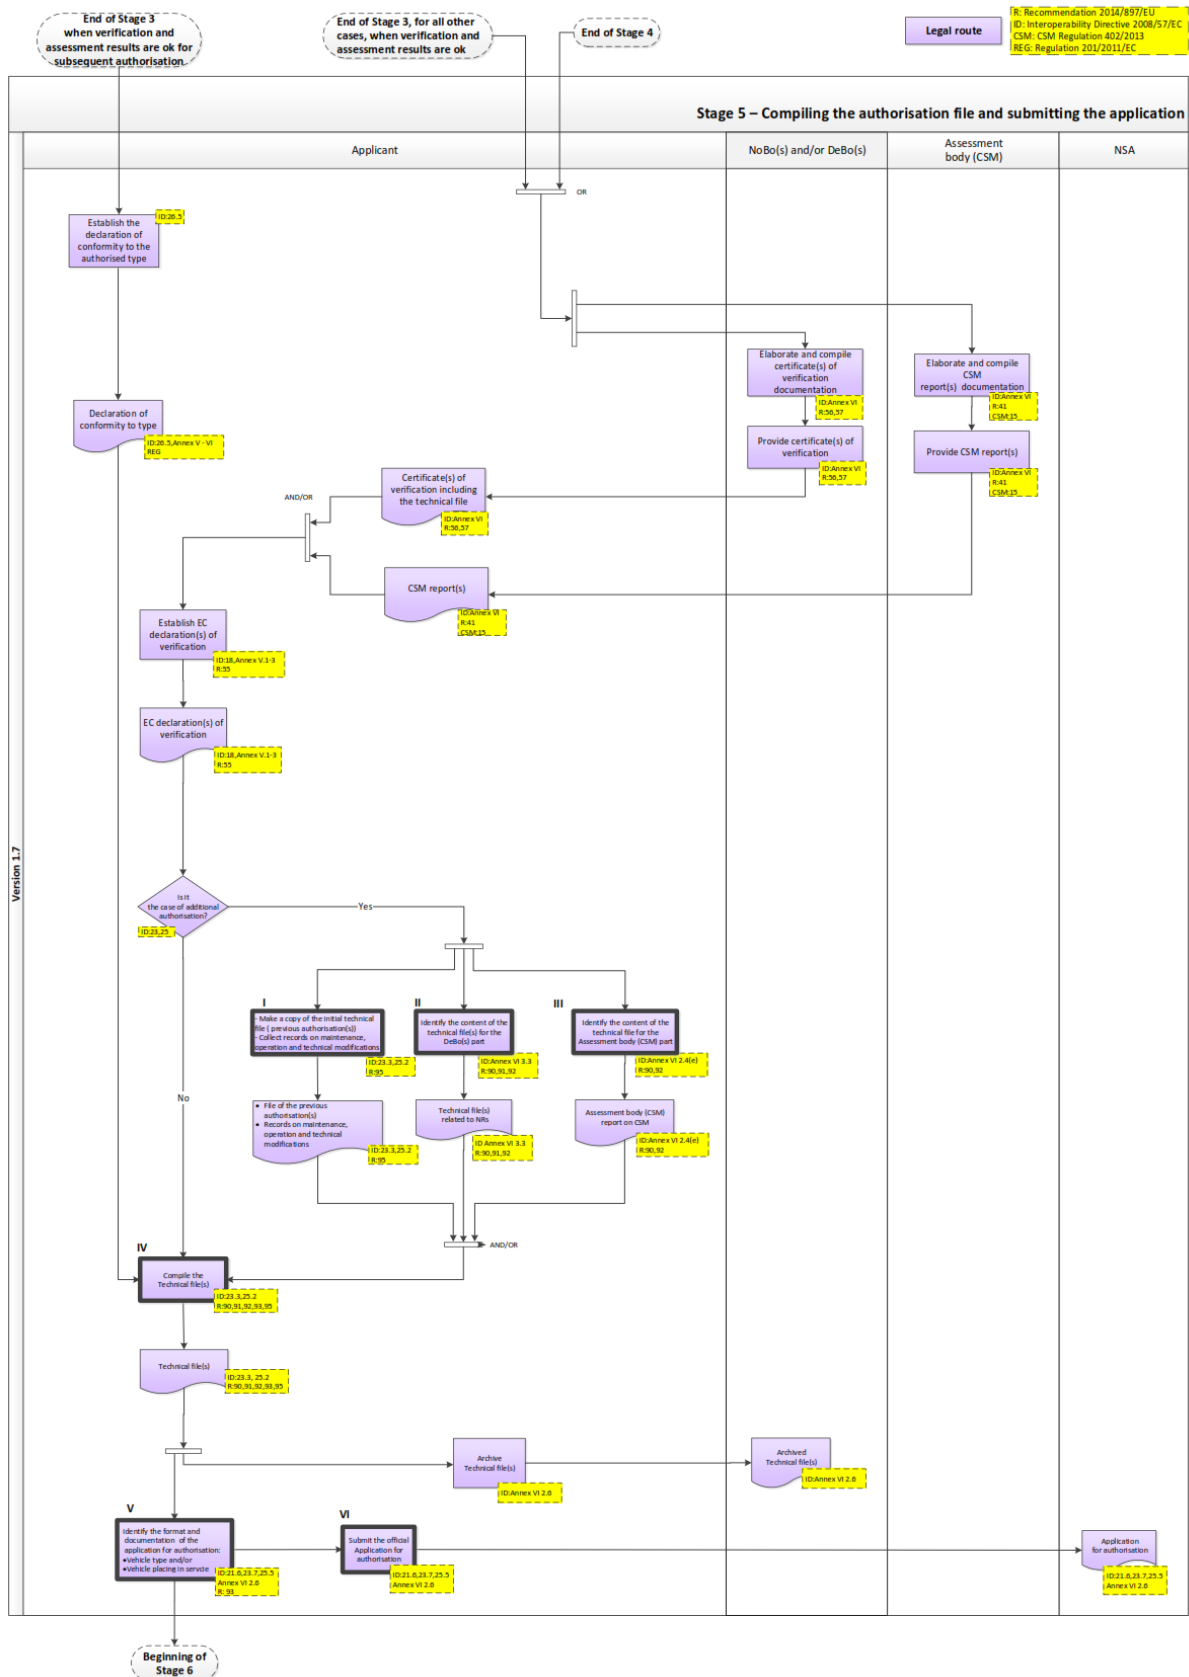 End of Stage 3
when verification and
assessment results are ok for
subsequent authorisation
End of Stage 3, for all other
cases, when verification and
assessment results are ok
End of Stage 4
Legal route
R: Recommendation 2014/897/EU
ID: Interoperability Directive 2008/57/EC
CSM: CSM Regulation 402/2013
REG: Regulation 201/2011/EC
Stage 5 – Compiling the authorisation file and submitting the application
Version 1.7
Applicant
NoBo(s) and/or DeBo(s)
Assessment
body (CSM)
NSA
OR
Establish the
declaration of
conformity to the
authorised type
ID:26.5
Elaborate and compile
certificate(s) of
verification
documentation
ID:Annex VI
R:56,57
Elaborate and compile
CSM
report(s) documentation
ID:Annex VI
R:41
CSM:15
Declaration of
conformity to type
ID:26.5,Annex V - VI
REG
Provide certificate(s) of
verification
ID:Annex VI
R:56,57
Provide CSM report(s)
ID:Annex VI
R:41
CSM:15
Certificate(s) of
verification including
the technical file
ID:Annex VI
R:56,57
AND/OR
CSM report(s)
ID:Annex VI
R:41
CSM:15
Establish EC
declaration(s) of
verification
ID:18,Annex V.1-3
R:55
EC declaration(s) of
verification
ID:18,Annex V.1-3
R:55
Is it
the case of additional
authorisation?
ID:23,25
Yes
No
I
- Make a copy of the initial technical
file ( previous authorisation(s))
- Collect records on maintenance,
operation and technical modifications
ID:23.3,25.2
R:95
II
Identify the content of the
technical file(s) for the
DeBo(s) part
ID:Annex VI 3.3
R:90,91,92
III
Identify the content of the
technical file for the
Assessment body (CSM) part
ID:Annex VI 2.4(e)
R:90,92
• File of the previous
authorisation(s)
• Records on maintenance,
operation and technical
modifications
ID:23.3,25.2
R:95
Technical file(s)
related to NRs
ID Annex VI 3.3
R:90,91,92
Assessment body (CSM)
report on CSM
ID:Annex VI 2.4(e)
R:90,92
AND/OR
IV
Compile the
Technical file(s)
ID:23.3,25.2
R:90,91,92,93,95
Technical file(s)
ID:23.3, 25.2
R:90,91,92,93,95
Archive
Technical file(s)
ID:Annex VI 2.6
Archived
Technical file(s)
ID:Annex VI 2.6
V
Identify the format and
documentation of the
application for authorisation:
•Vehicle type and/or
•Vehicle placing in servcie
ID:21.6,23.7,25.5
Annex VI 2.6
R: 93
VI
Submit the official
Application for
authorisation
ID:21.6,23.7,25.5
Annex VI 2.6
Application
for authorisation
ID:21.6,23.7,25.5
Annex VI 2.6
Beginning of
Stage 6